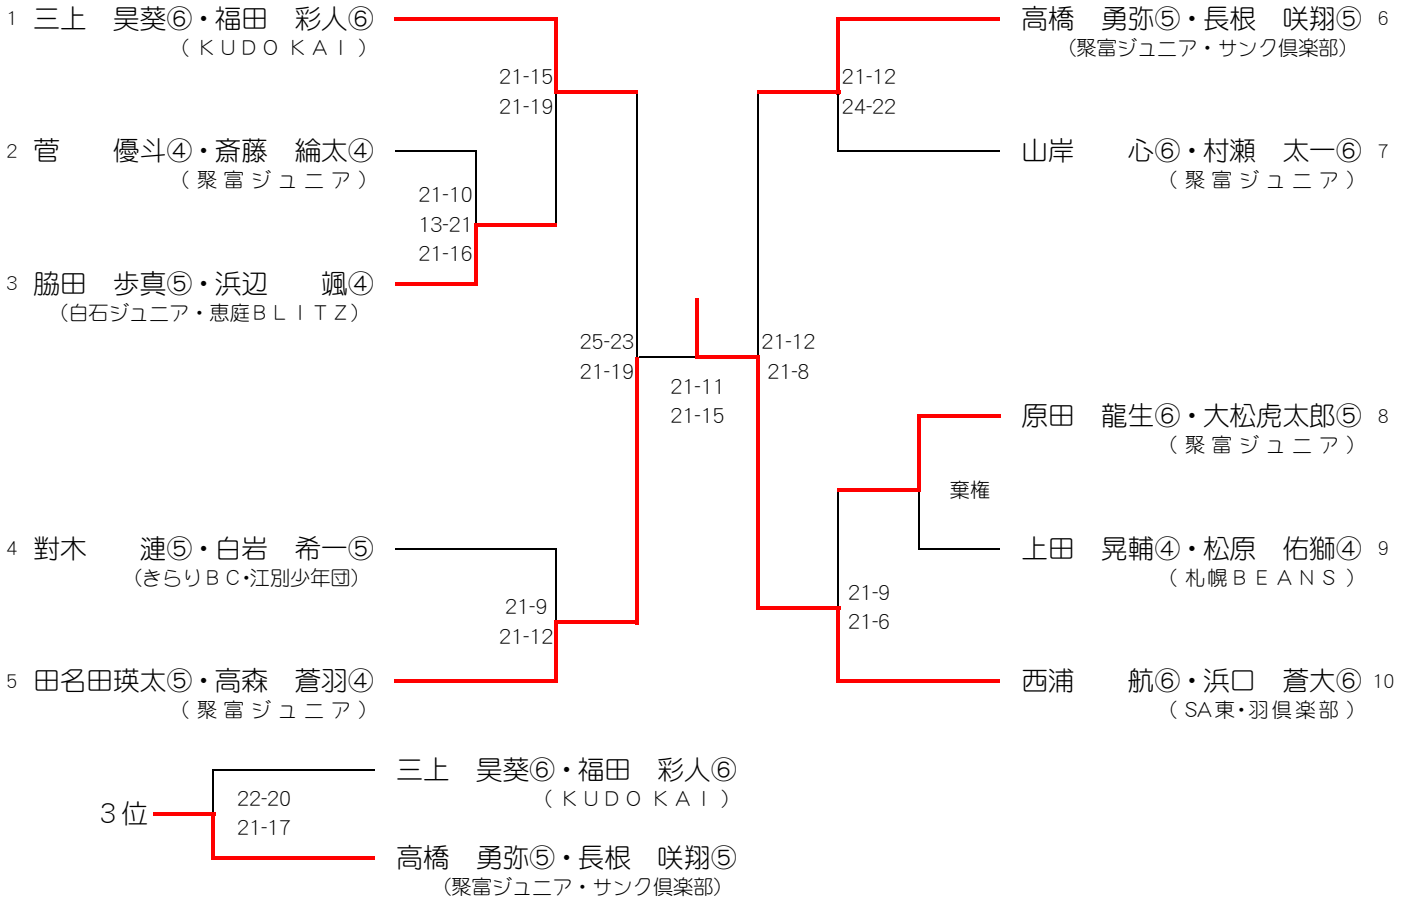 1 三上　昊葵⑥・福田　彩人⑥
（ＫＵＤＯ ＫＡＩ）
21-15
21-19
2 菅　優斗④・斎藤　綸太④
（聚富ジュニア）
21-10
13-21
21-16
3 脇田　歩真⑤・浜辺　颯④
（白石ジュニア・恵庭ＢＬＩＴＺ）
25-23
21-19
4 對木　漣⑤・白岩　希一⑤
（きらりＢＣ・江別少年団）
21-9
21-12
5 田名田瑛太⑤・高森　蒼羽④
（聚富ジュニア）
21-11
21-15
高橋　勇弥⑤・長根　咲翔⑤ 6
（聚富ジュニア・サンク倶楽部）
21-12
24-22
山岸　心⑥・村瀬　太一⑥ 7
（聚富ジュニア）
21-12
21-8
原田　龍生⑥・大松虎太郎⑤ 8
（聚富ジュニア）
棄権
上田　晃輔④・松原　佑獅④ 9
（札幌ＢＥＡＮＳ）
21-9
21-6
西浦　航⑥・浜口　蒼大⑥ 10
（SA東・羽倶楽部）
三上　昊葵⑥・福田　彩人⑥
（ＫＵＤＯ ＫＡＩ）
３位
22-20
21-17
高橋　勇弥⑤・長根　咲翔⑤
（聚富ジュニア・サンク倶楽部）